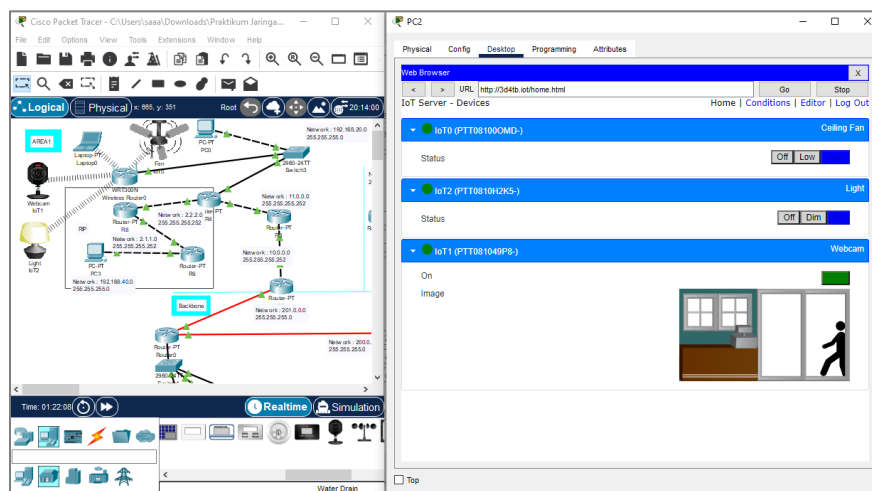 Cisco Packet Tracer - C:\Users\saaa\Downloads\Praktikum Jaringa...
File Edit Options View Tools Extensions Window Help
Logical
Physical
x: 665, y: 351
Root
20:14:00
AREA1
Laptop-PT
Laptop0
Fan
IoT0
PC-PT
PC0
Network : 192.168.20.0
255.255.255.0
2960-24TT
Switch3
Webcam
IoT1
WRT300N
Wireless Router0
Router-PT
R8
RIP
Network : 2.2.2.0
255.255.255.252
R4
Network : 11.0.0.0
255.255.255.252
Router-PT
R5
Light
IoT2
Network : 2.1.1.0
255.255.255.252
PC-PT
PC3
Router-PT
R9
Network : 10.0.0.0
255.255.255.252
Network : 192.168.40.0
255.255.255.0
Router-PT
Backbone
Network : 201.0.0.0
255.255.255.0
Router-PT
Router0
Network : 200.0.
255.255.255.0
Time: 01:22:08
Realtime
Simulation
Water Drain
PC2
Physical Config Desktop Programming Attributes
Web Browser
X
< > URL http://3d4tb.iot/home.html Go Stop
IoT Server - Devices
Home | Conditions | Editor | Log Out
IoT0 (PTT0810OOMD-) Ceiling Fan
Status Off Low
IoT2 (PTT0810H2K5-) Light
Status Off Dim
IoT1 (PTT081049P8-) Webcam
On
Image
Top